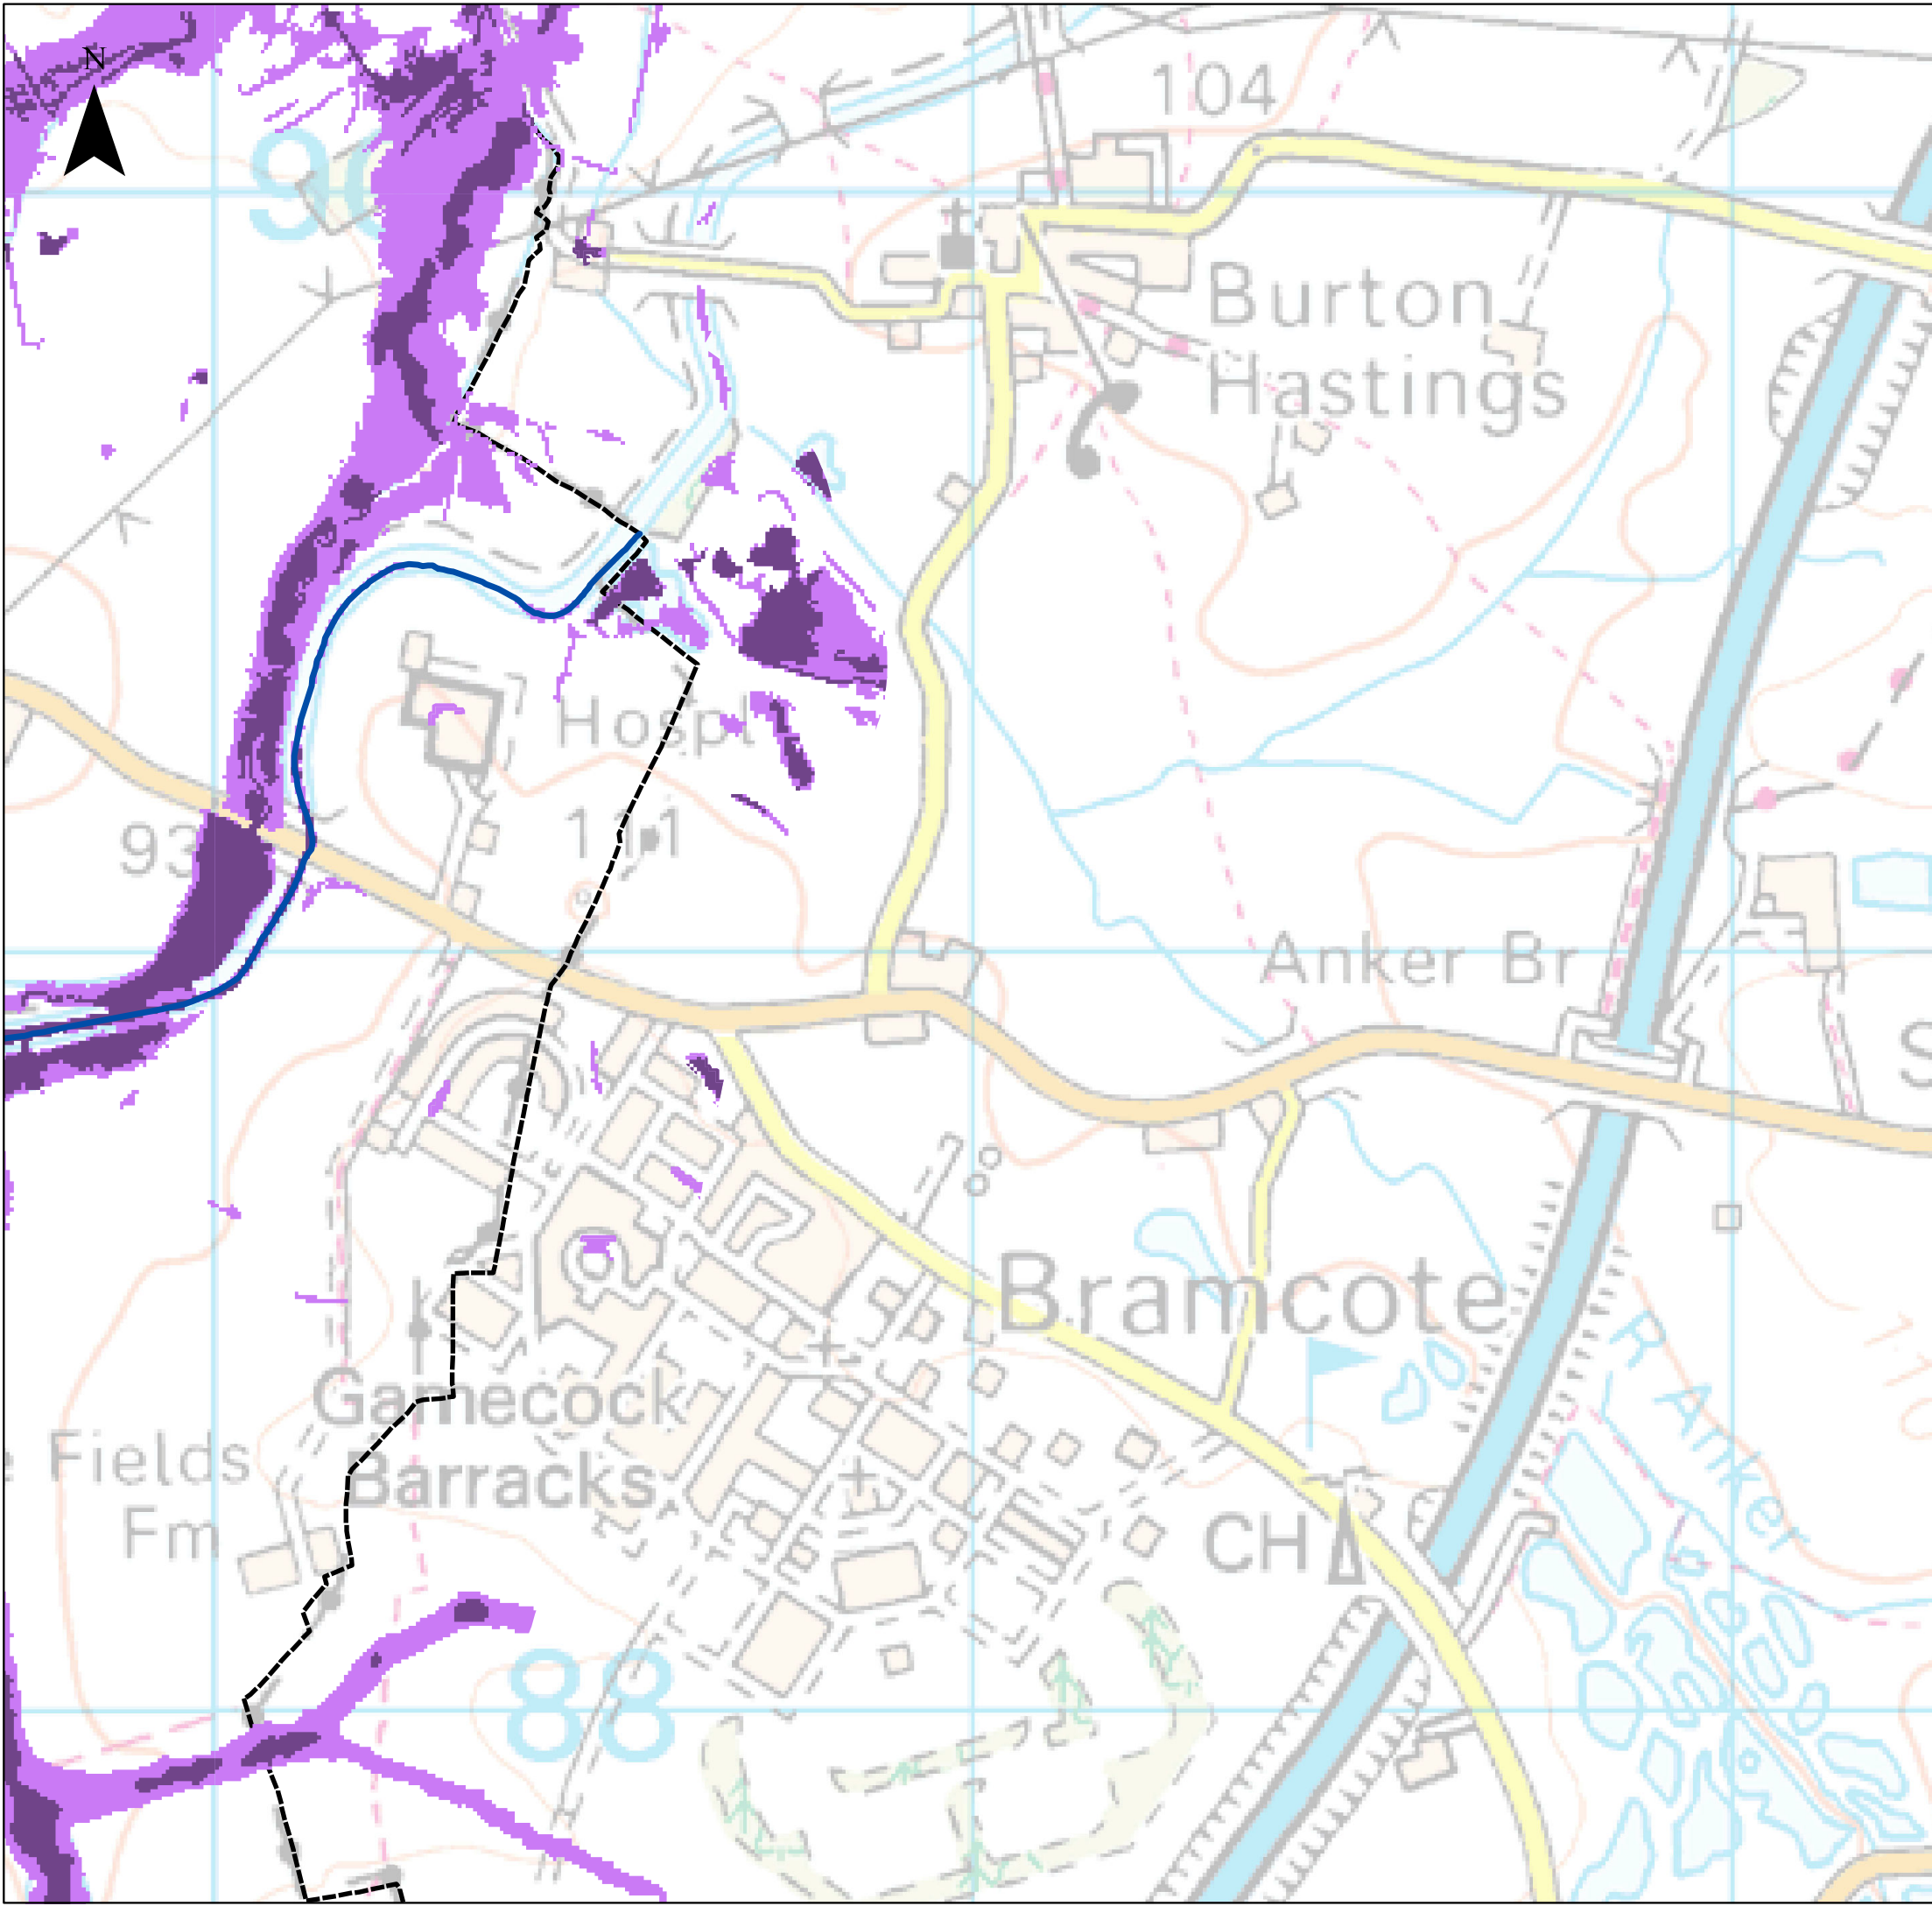 N
104
90
Burton
Hastings
Hospl
93
111
Anker Br
S
Bramcote
R Anker
Gamecock
Barracks
e Fields
Fm
CH
88